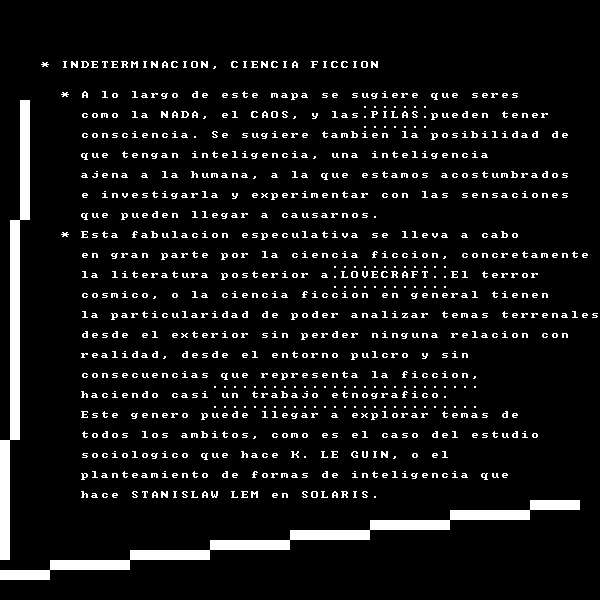 * INDETERMINACION, CIENCIA FICCION
* A lo largo de este mapa se sugiere que seres
como la NADA, el CAOS, y las PILAS pueden tener
consciencia. Se sugiere tambien la posibilidad de
que tengan inteligencia, una inteligencia
ajena a la humana, a la que estamos acostumbrados
e investigarla y experimentar con las sensaciones
que pueden llegar a causarnos.
* Esta fabulacion especulativa se lleva a cabo
en gran parte por la ciencia ficcion, concretamente
la literatura posterior a LOVECRAFT. El terror
cosmico, o la ciencia ficcion en general tienen
la particularidad de poder analizar temas terrenales
desde el exterior sin perder ninguna relacion con
realidad, desde el entorno pulcro y sin
consecuencias que representa la ficcion,
haciendo casi un trabajo etnografico.
Este genero puede llegar a explorar temas de
todos los ambitos, como es el caso del estudio
sociologico que hace K. LE GUIN, o el
planteamiento de formas de inteligencia que
hace STANISLAW LEM en SOLARIS.